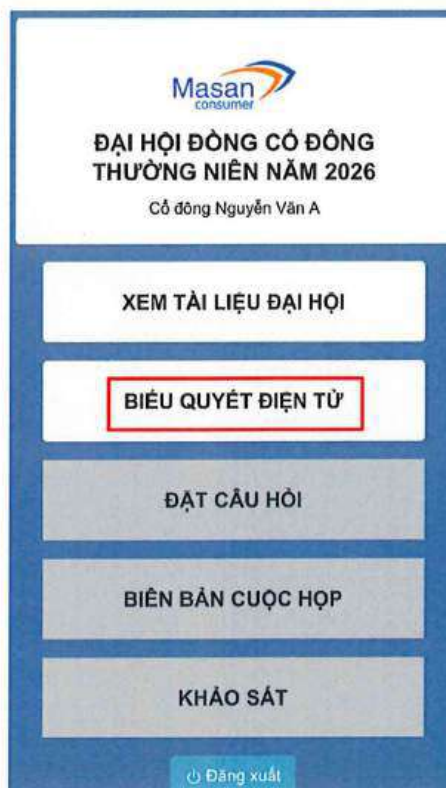 Masan
consumer
ĐẠI HỘI ĐỒNG CỔ ĐÔNG
THƯỜNG NIÊN NĂM 2026
Cổ đông Nguyễn Văn A
XEM TÀI LIỆU ĐẠI HỘI
BIỂU QUYẾT ĐIỆN TỬ
ĐẶT CÂU HỎI
BIÊN BẢN CUỘC HỌP
KHẢO SÁT
Đăng xuất